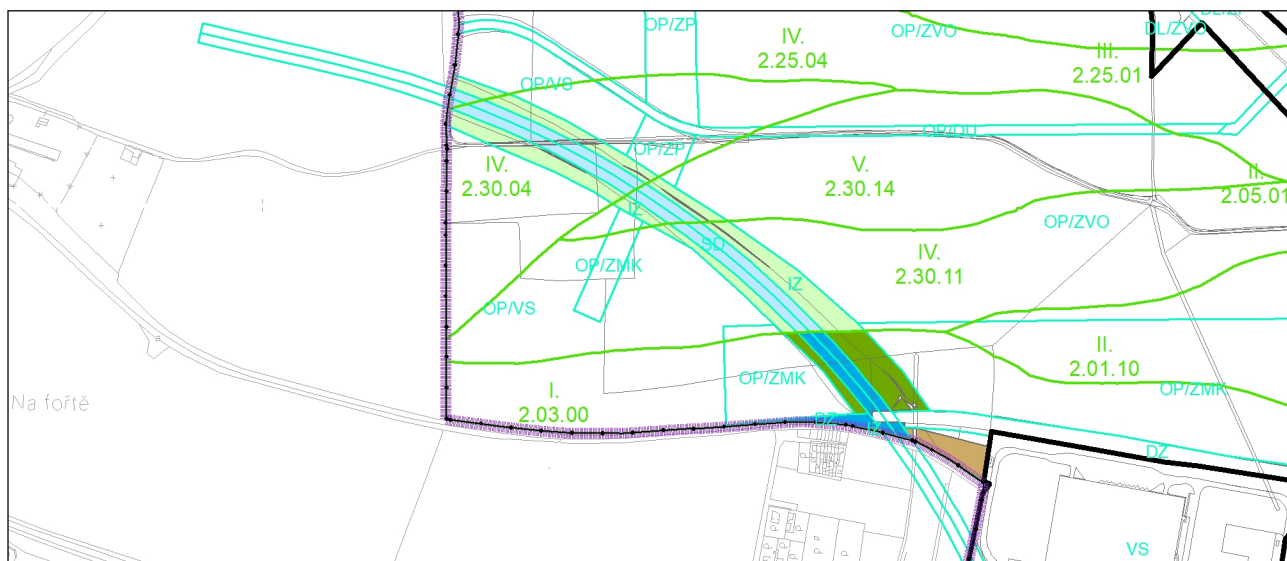 OP/ZP
IV.
2.25.04
OP/ZVO
DL/ZVO
III.
2.25.01
OP/VS
OP/DU
OP/ZP
IV.
2.30.04
V.
2.30.14
II.
2.05.01
IZ
OP/ZVO
SD
OP/ZMK
IV.
2.30.11
IZ
OP/VS
II.
2.01.10
OP/ZMK
OP/ZMK
I.
2.03.00
Na fortě
DZ
IZ
DZ
VS